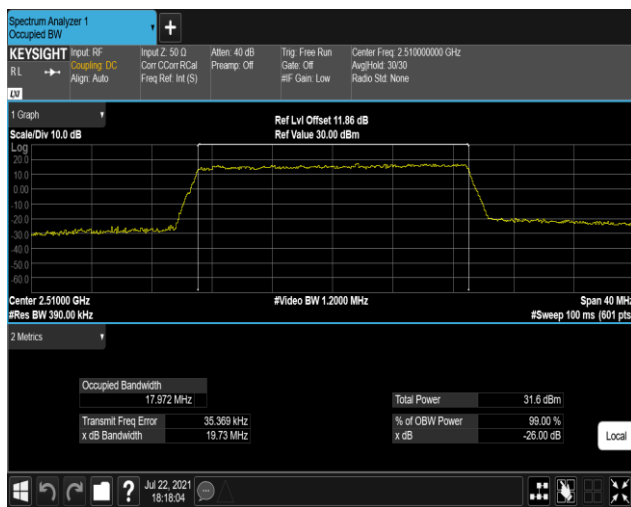 Spectrum Analyzer 1
Occupied BW
+
KEYSIGHT
RL
LXI
Input: RF
Coupling: DC
Align: Auto
Input Z: 50 Ω
Corr CCorr RCal
Freq Ref: Int (S)
Atten: 40 dB
Preamp: Off
Trig: Free Run
Gate: Off
#IF Gain: Low
Center Freq: 2.510000000 GHz
Avg|Hold: 30/30
Radio Std: None
1 Graph
Scale/Div 10.0 dB
Ref Lvl Offset 11.86 dB
Ref Value 30.00 dBm
Log
20.0
10.0
0.00
-10.0
-20.0
-30.0
-40.0
-50.0
-60.0
Center 2.51000 GHz
#Res BW 390.00 kHz
#Video BW 1.2000 MHz
Span 40 MHz
#Sweep 100 ms (601 pts
2 Metrics
Occupied Bandwidth
17.972 MHz
Transmit Freq Error 35.369 kHz
x dB Bandwidth 19.73 MHz
Total Power 31.6 dBm
% of OBW Power 99.00 %
x dB -26.00 dB
Local
?
Jul 22, 2021
18:18:04